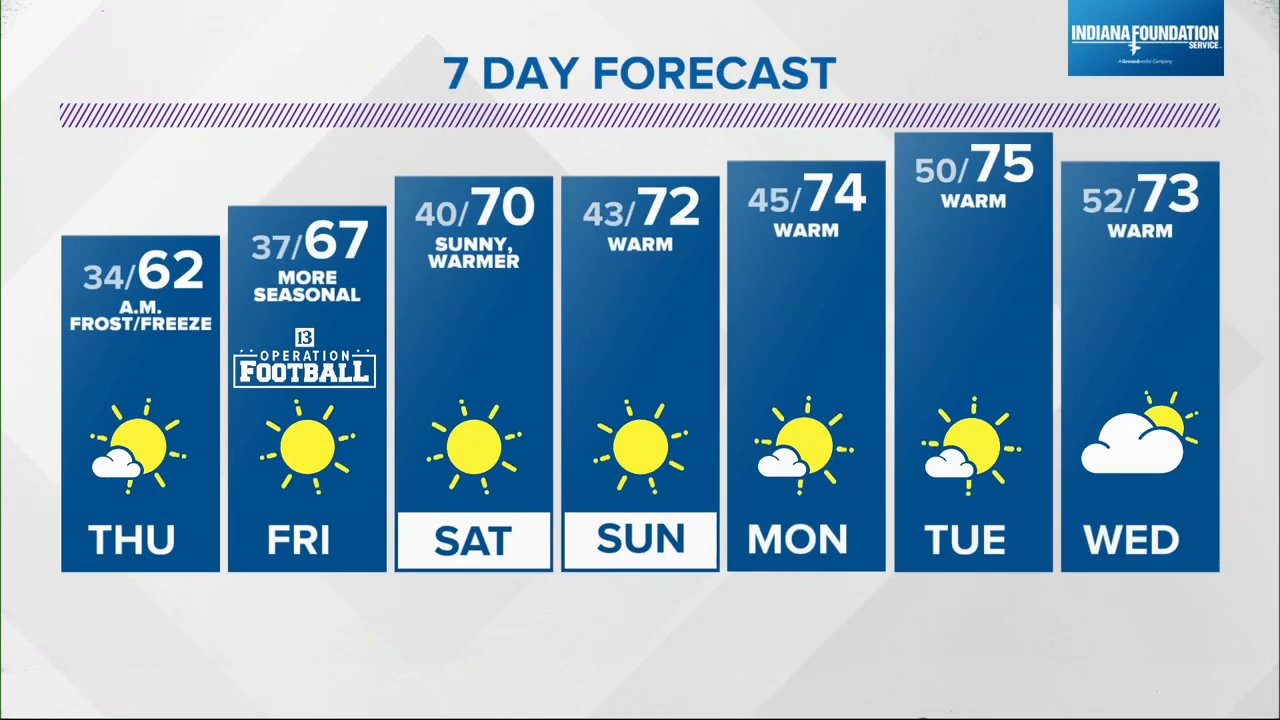 INDIANA FOUNDATION
SERVICE
A Groundworks Company
7 DAY FORECAST
34/62
A.M.
FROST/FREEZE
THU
37/67
MORE
SEASONAL
13
OPERATION
FOOTBALL
FRI
40/70
SUNNY,
WARMER
SAT
43/72
WARM
SUN
45/74
WARM
MON
50/75
WARM
TUE
52/73
WARM
WED